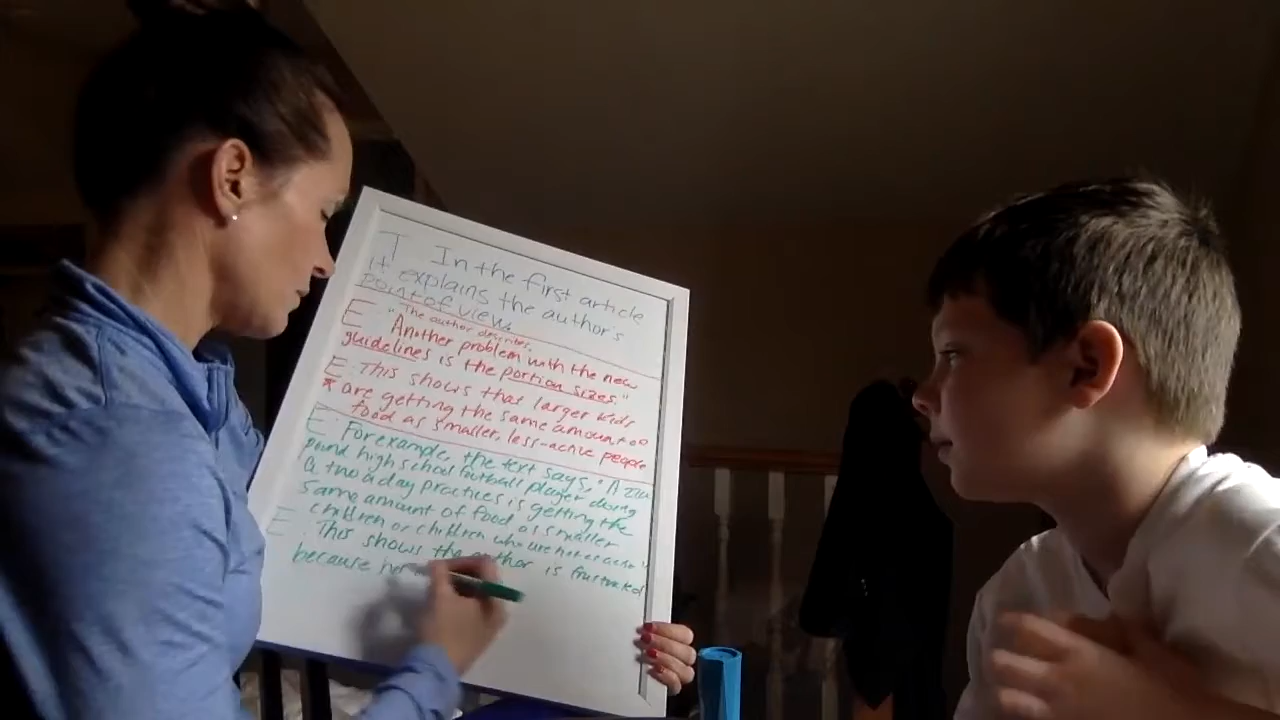 T In the first article
it explains the author's
point of view.
The author describes,
E "Another problem with the new
guidelines is the portion sizes."
E. This shows that larger kids
* are getting the same amount
food as smaller, less-active people
E For example, the text says, "A
pound high school football player doing
a two a day practices is getting the
same amount of food as smaller
children or children who are not
E. This shows the author is frustrated
because